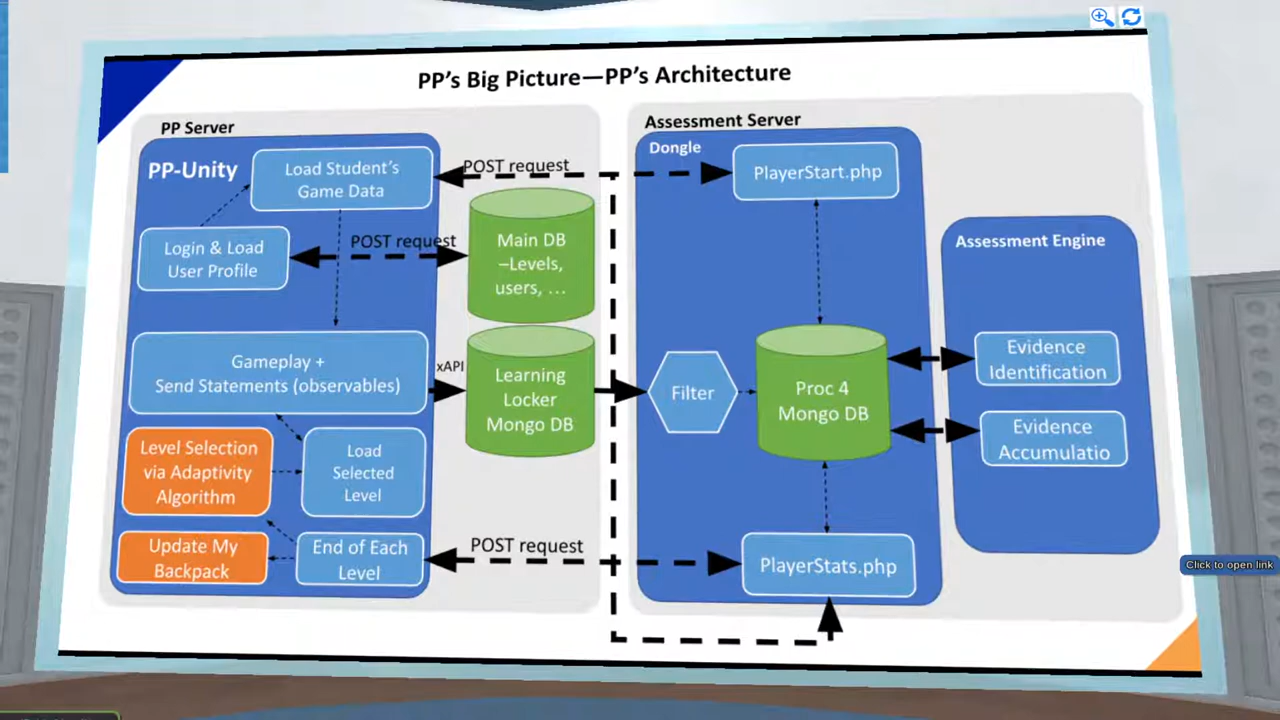 PP's Big Picture—PP's Architecture
PP Server
PP-Unity
Load Student's
Game Data
Login & Load
User Profile
POST request
POST request
Main DB
–Levels,
users, ...
Gameplay +
Send Statements (observables)
xAPI
Learning
Locker
Mongo DB
Level Selection
via Adaptivity
Algorithm
Load
Selected
Level
Update My
Backpack
End of Each
Level
POST request
Assessment Server
Dongle
PlayerStart.php
Filter
Proc 4
Mongo DB
PlayerStats.php
Assessment Engine
Evidence
Identification
Evidence
Accumulatio
Click to open link